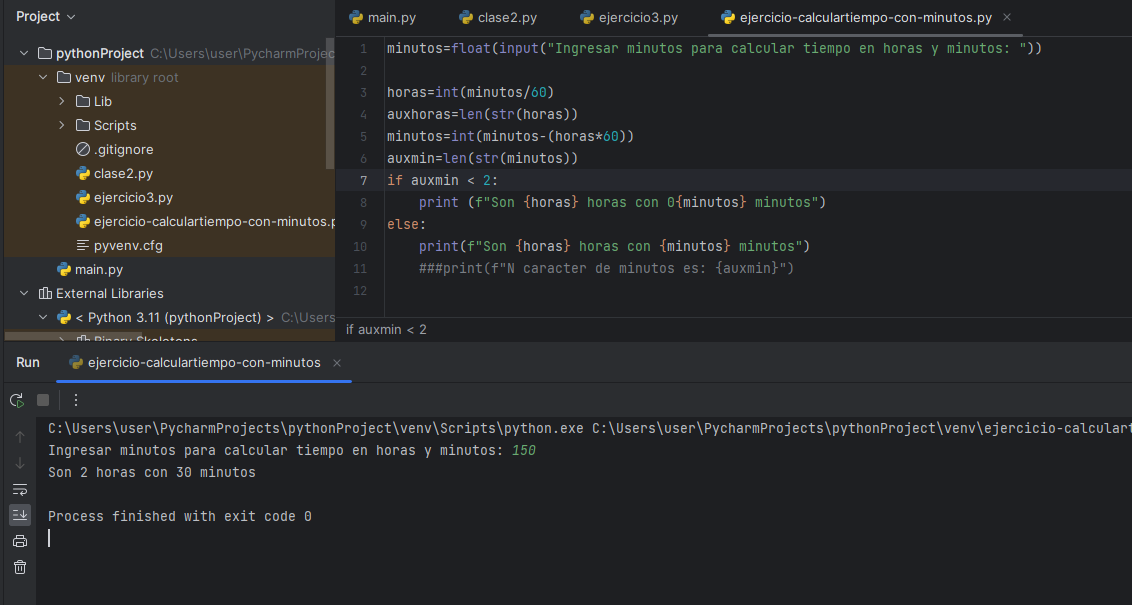 Project
main.py
clase2.py
ejercicio3.py
ejercicio-calculartiempo-con-minutos.py
pythonProject C:\Users\user\PycharmProjec
venv library root
Lib
Scripts
.gitignore
clase2.py
ejercicio3.py
ejercicio-calculartiempo-con-minutos.p
pyvenv.cfg
main.py
External Libraries
< Python 3.11 (pythonProject) > C:\Users
Binary Skeletons
1 minutos=float(input("Ingresar minutos para calcular tiempo en horas y minutos: "))
2
3 horas=int(minutos/60)
4 auxhoras=len(str(horas))
5 minutos=int(minutos-(horas*60))
6 auxmin=len(str(minutos))
7 if auxmin < 2:
8 print (f"Son {horas} horas con 0{minutos} minutos")
9 else:
10 print(f"Son {horas} horas con {minutos} minutos")
11 ###print(f"N caracter de minutos es: {auxmin}")
12
if auxmin < 2
Run
ejercicio-calculartiempo-con-minutos
C:\Users\user\PycharmProjects\pythonProject\venv\Scripts\python.exe C:\Users\user\PycharmProjects\pythonProject\venv\ejercicio-calculart
Ingresar minutos para calcular tiempo en horas y minutos: 150
Son 2 horas con 30 minutos
Process finished with exit code 0